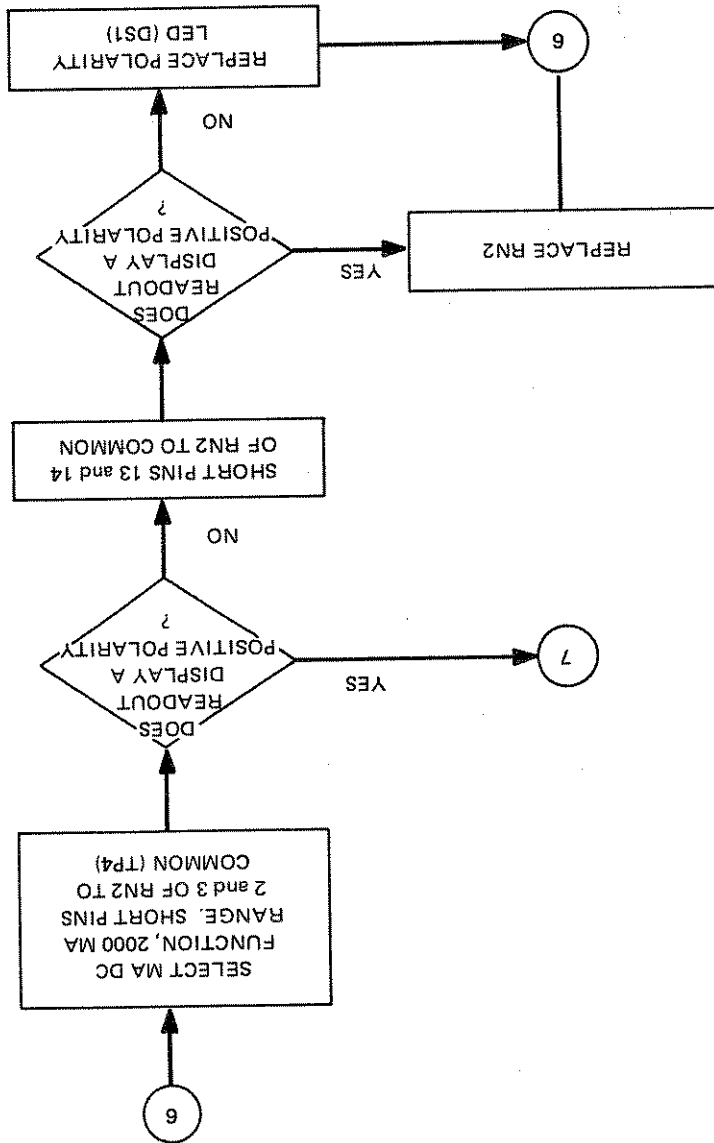 6
SELECT MA DC
FUNCTION, 2000 MA
RANGE. SHORT PINS
2 and 3 OF RN2 TO
COMMON (TP4)
DOES
READOUT
DISPLAY A
POSITIVE POLARITY
?
YES
7
NO
SHORT PINS 13 and 14
OF RN2 TO COMMON
DOES
READOUT
DISPLAY A
POSITIVE POLARITY
?
YES
REPLACE RN2
NO
REPLACE POLARITY
LED (DS1)
6